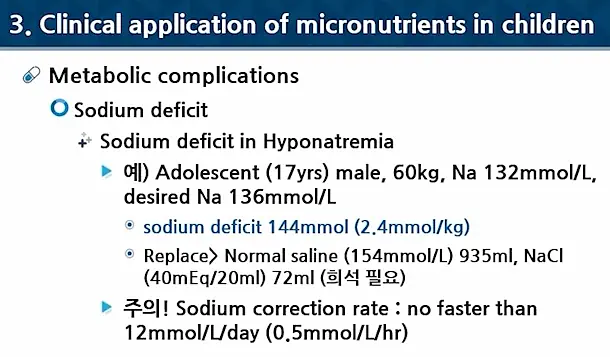 3. Clinical application of micronutrients in children
Metabolic complications
Sodium deficit
Sodium deficit in Hyponatremia
예) Adolescent (17yrs) male, 60kg, Na 132mmol/L,
desired Na 136mmol/L
sodium deficit 144mmol (2.4mmol/kg)
Replace> Normal saline (154mmol/L) 935ml, NaCl
(40mEq/20ml) 72ml (희석 필요)
주의! Sodium correction rate : no faster than
12mmol/L/day (0.5mmol/L/hr)